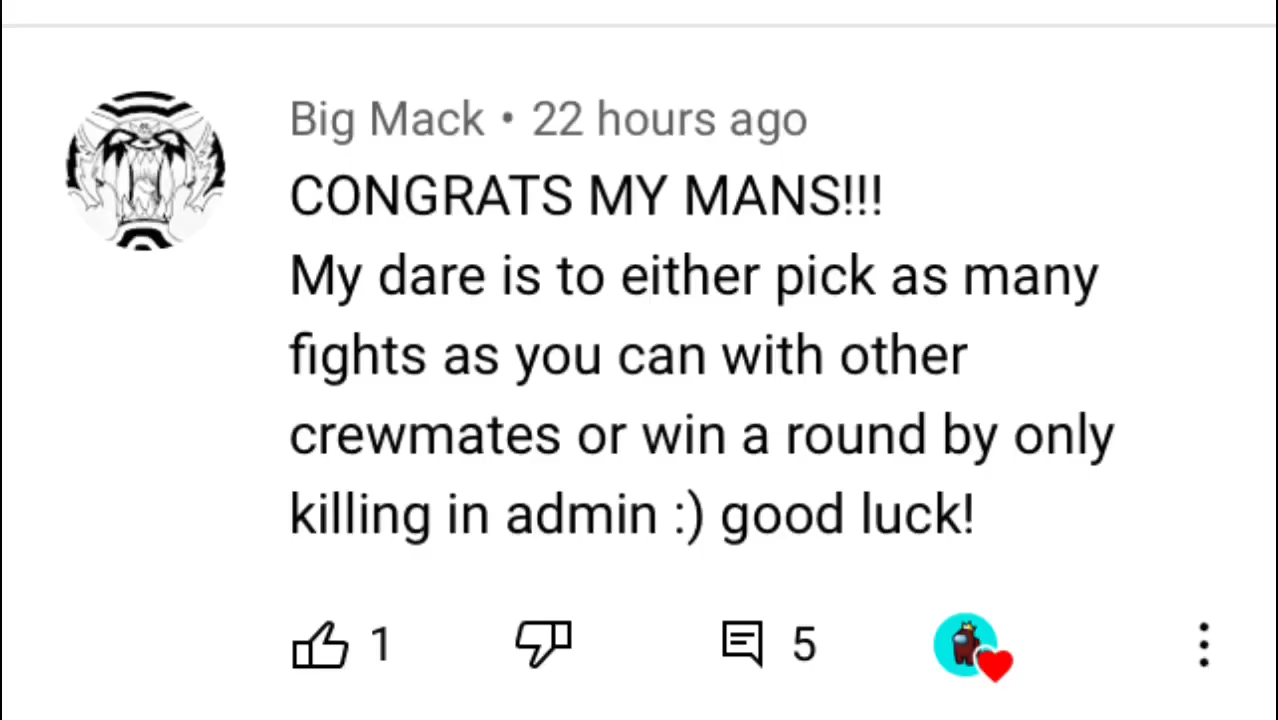 Big Mack • 22 hours ago
CONGRATS MY MANS!!!
My dare is to either pick as many
fights as you can with other
crewmates or win a round by only
killing in admin :) good luck!
1 5